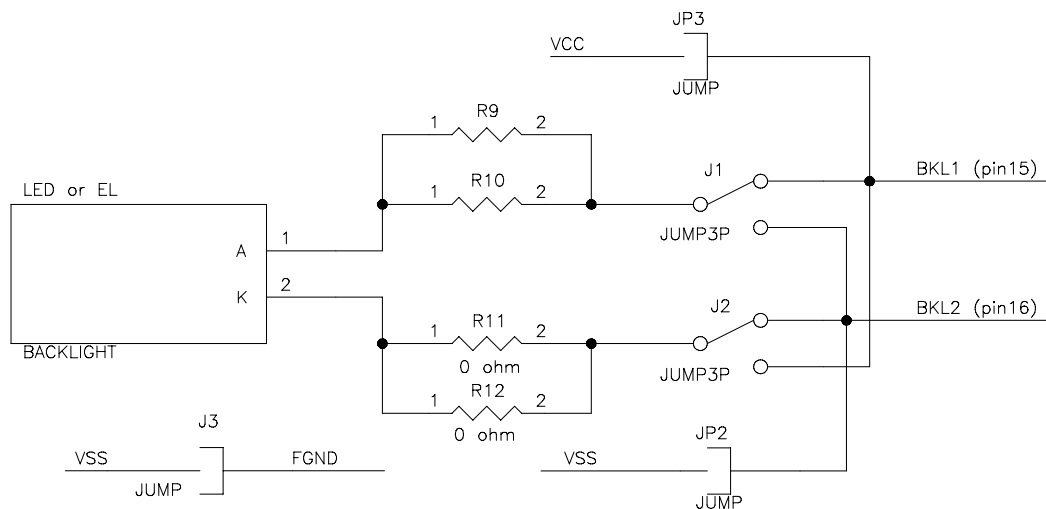 JP3
VCC
JUMP
R9
1 2
LED or EL
R10
1 2
J1
BKL1 (pin15)
A 1
JUMP3P
K 2
J2
BKL2 (pin16)
R11
1 2
BACKLIGHT
0 ohm
JUMP3P
R12
1 2
0 ohm
J3
JP2
VSS
FGND
VSS
JUMP
JUMP